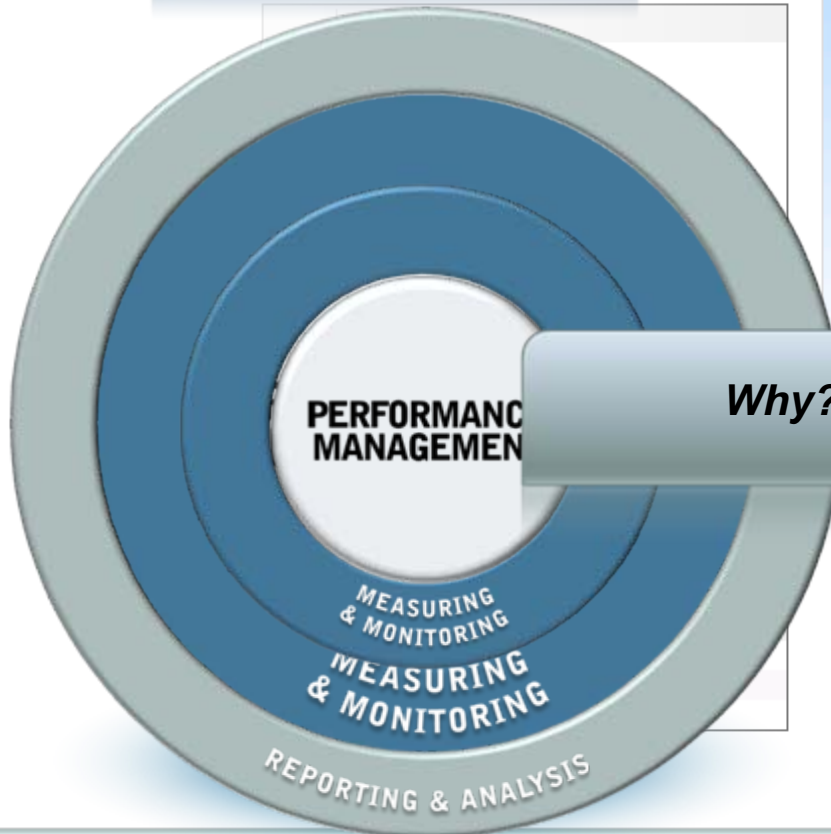 PERFORMANC
MANAGEMEN
Why?
MEASURING
& MONITORING
MEASURING
& MONITORING
REPORTING & ANALYSIS